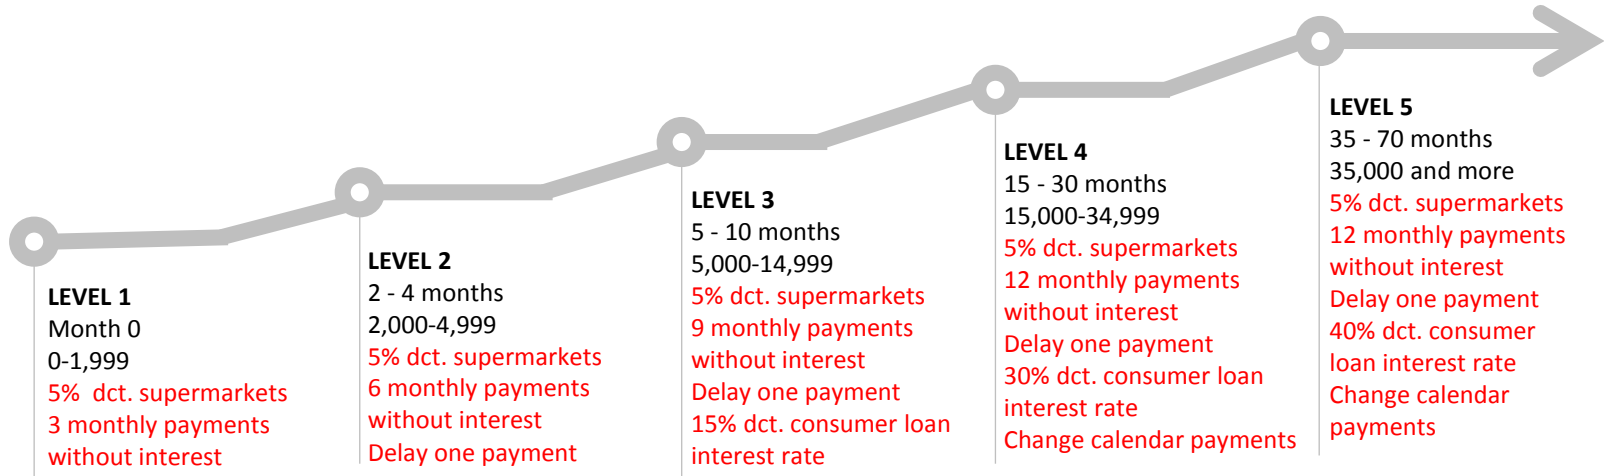 LEVEL 1
Month 0
0-1,999
5%  dct. supermarkets
3 monthly payments
without interest
LEVEL 2
2 - 4 months
2,000-4,999
5% dct. supermarkets
6 monthly payments
without interest
Delay one payment
LEVEL 3
5 - 10 months
5,000-14,999
5% dct. supermarkets
9 monthly payments
without interest
Delay one payment
15% dct. consumer loan
interest rate
LEVEL 4
15 - 30 months
15,000-34,999
5% dct. supermarkets
12 monthly payments
without interest
Delay one payment
30% dct. consumer loan
interest rate
Change calendar payments
LEVEL 5
35 - 70 months
35,000 and more
5% dct. supermarkets
12 monthly payments
without interest
Delay one payment
40% dct. consumer
loan interest rate
Change calendar
payments